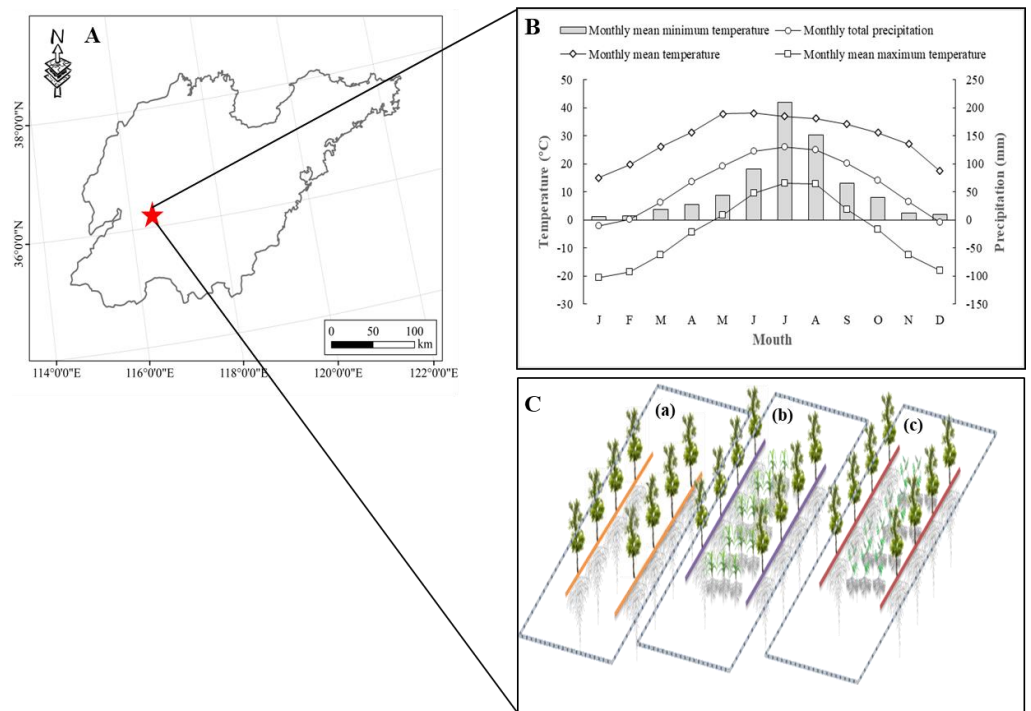 N
A
38°0'0"N
36°0'0"N
0 50 100
km
114°0'0"E 116°0'0"E 118°0'0"E 120°0'0"E 122°0'0"E
B
Monthly mean minimum temperature Monthly total precipitation
Monthly mean temperature Monthly mean maximum temperature
50 250
40 200
30 150
20 100
10 50
0 0
-10 -50
-20 -100
-30 -150
Temperature (°C)
Precipitation (mm)
J F M A M J J A S O N D
Mouth
C
(a) (b) (c)